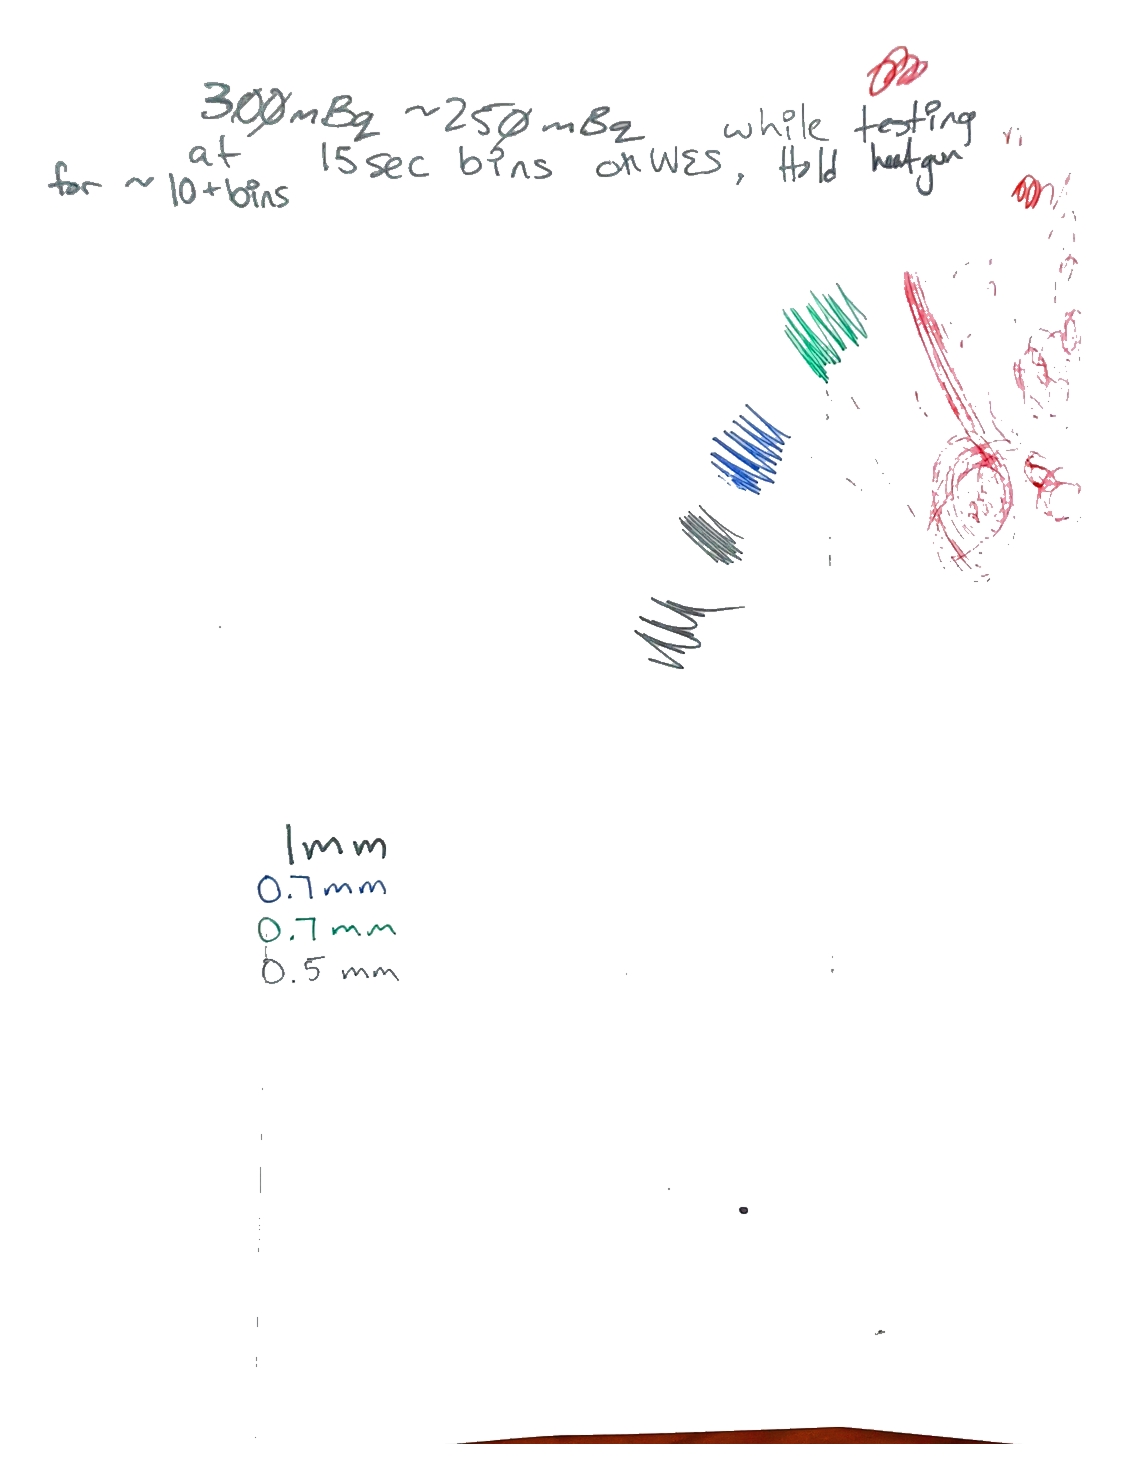 300mBq ~250mBq while testing
at 15sec bins on WES, Hold heatgun
for ~ 10+bins
1mm
0.7mm
0.7mm
0.5 mm